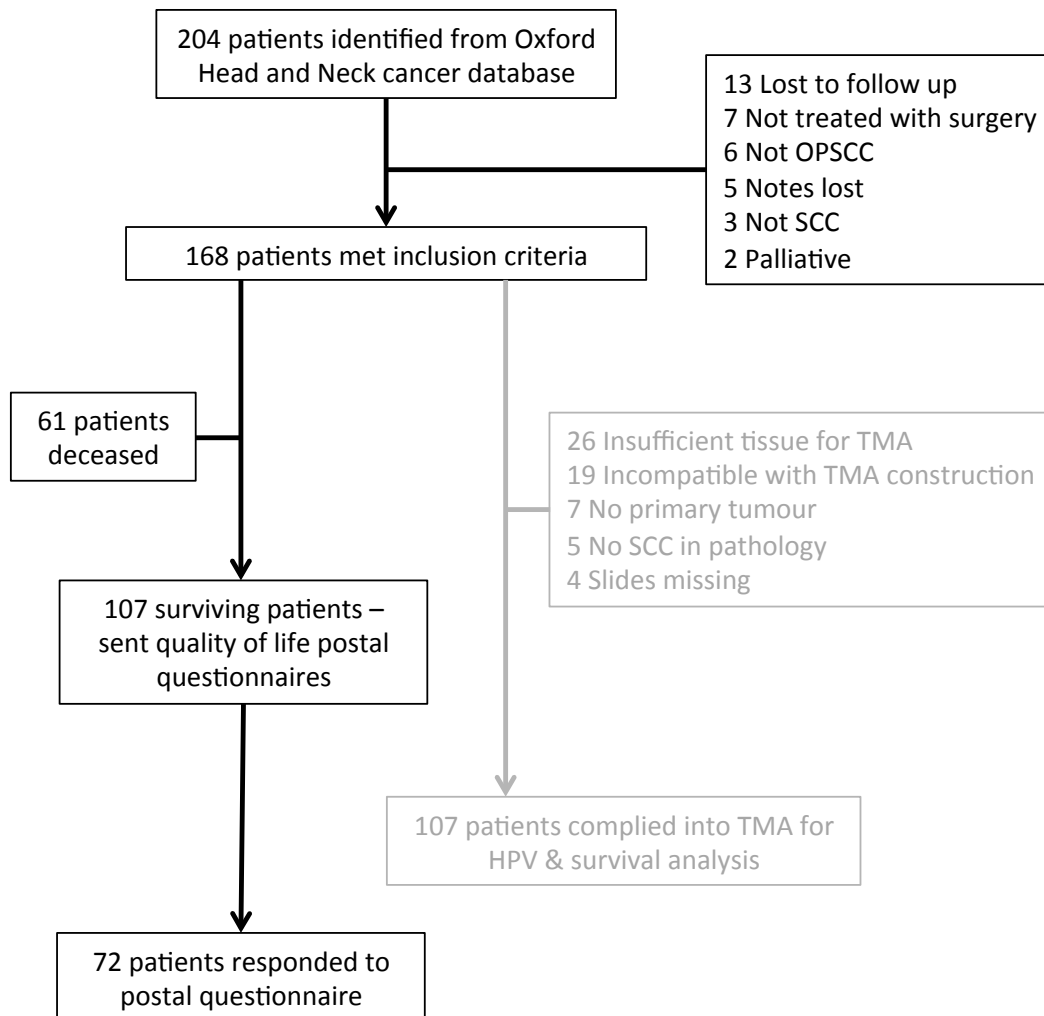 204 patients identified from Oxford
Head and Neck cancer database
13 Lost to follow up
7 Not treated with surgery
6 Not OPSCC
5 Notes lost
3 Not SCC
2 Palliative
168 patients met inclusion criteria
61 patients
deceased
26 Insufficient tissue for TMA
19 Incompatible with TMA construction
7 No primary tumour
5 No SCC in pathology
4 Slides missing
107 surviving patients –
sent quality of life postal
questionnaires
107 patients complied into TMA for
HPV & survival analysis
72 patients responded to
postal questionnaire